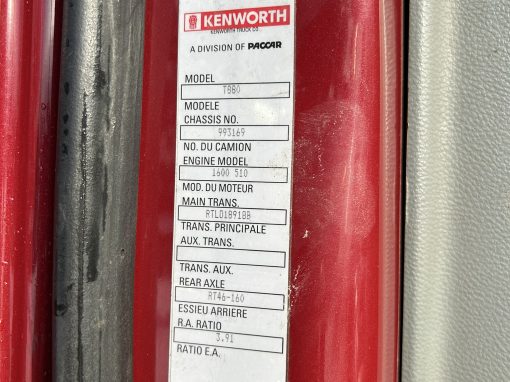 KENWORTH
KENWORTH TRUCK CO.
A DIVISION OF PACCAR
MODEL
T880
MODELE
CHASSIS NO.
993169
NO. DU CAMION
ENGINE MODEL
1600 510
MOD. DU MOTEUR
MAIN TRANS.
RTLO18918B
TRANS. PRINCIPALE
AUX. TRANS.
TRANS. AUX.
REAR AXLE
RT46-160
ESSIEU ARRIERE
R.A. RATIO
3.91
RATIO E.A.